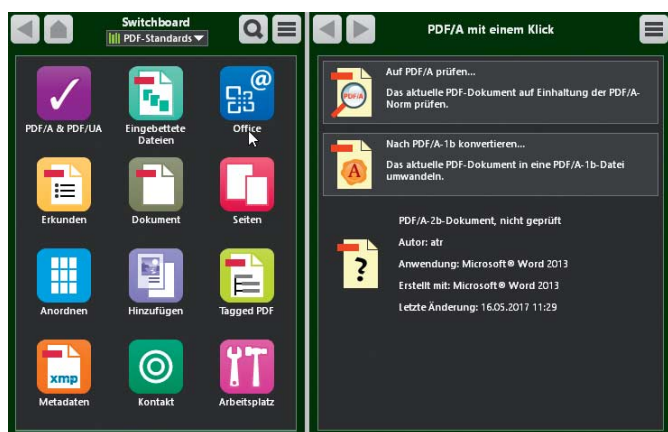 Switchboard
PDF-Standards
PDF/A & PDF/UA
Eingebettete
Dateien
@
Office
Erkunden
Dokument
Seiten
Anordnen
Hinzufügen
Tagged PDF
xmp
Metadaten
Kontakt
Arbeitsplatz
PDF/A mit einem Klick
PDF/A
Auf PDF/A prüfen...
Das aktuelle PDF-Dokument auf Einhaltung der PDF/A-
Norm prüfen.
A
Nach PDF/A-1b konvertieren...
Das aktuelle PDF-Dokument in eine PDF/A-1b-Datei
umwandeln.
?
PDF/A-2b-Dokument, nicht geprüft
Autor: atr
Anwendung: Microsoft® Word 2013
Erstellt mit: Microsoft® Word 2013
Letzte Änderung: 16.05.2017 11:29